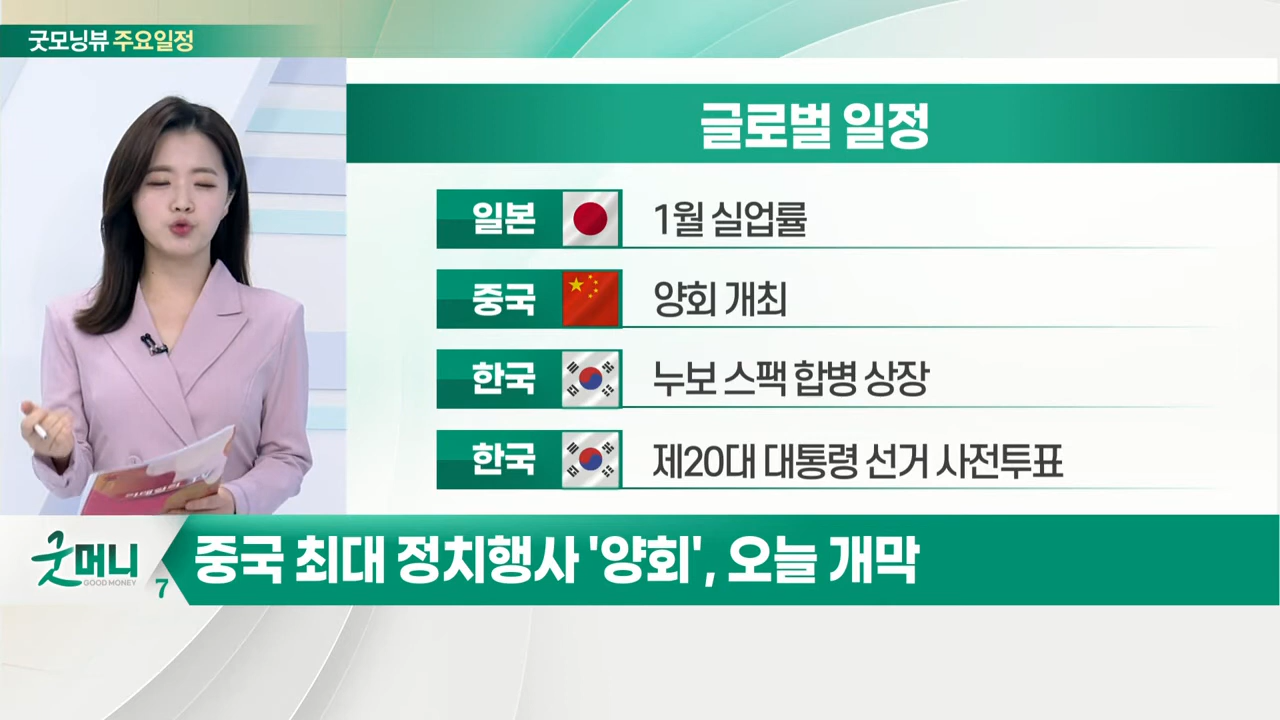 굿모닝뷰 주요일정
글로벌 일정
일본 1월 실업률
중국 양회 개최
한국 누보 스팩 합병 상장
한국 제20대 대통령 선거 사전투표
굿머니
GOOD MONEY
7
중국 최대 정치행사 '양회', 오늘 개막